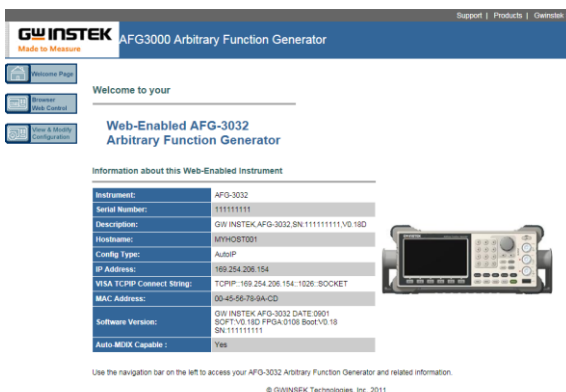 Support | Products | Gwinstek
GW INSTEK
Made to Measure
AFG3000 Arbitrary Function Generator
Welcome Page
Browser
Web Control
View & Modify
Configuration
Welcome to your
Web-Enabled AFG-3032
Arbitrary Function Generator
Information about this Web-Enabled Instrument
Instrument: AFG-3032
Serial Number: 111111111
Description: GW INSTEK,AFG-3032,SN:111111111,V0.18D
Hostname: MYHOST001
Config Type: AutoIP
IP Address: 169.254.206.154
VISA TCPIP Connect String: TCPIP::169.254.206.154::1026::SOCKET
MAC Address: 00-45-56-78-9A-CD
Software Version: GW INSTEK AFG-3032 DATE:0901
SOFT:V0.18D FPGA:0108 Boot:V0.18
SN:111111111
Auto-MDIX Capable : Yes
Use the navigation bar on the left to access your AFG-3032 Arbitrary Function Generator and related information.
© GWINSEK Technologies, Inc. 2011